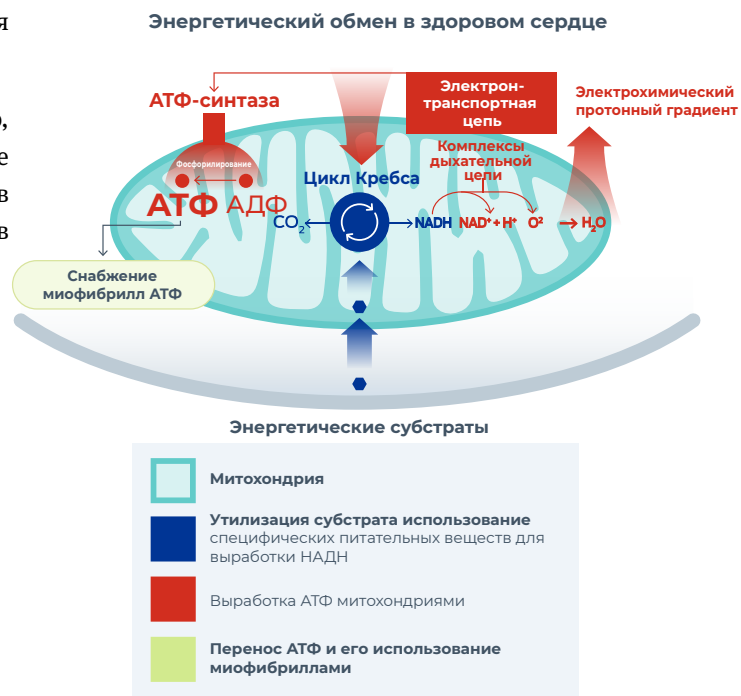 я
Энергетический обмен в здоровом сердце
Электрон-
транспортная
цепь
Электрохимический
протонный градиент
АТФ-синтаза
о,
е
в
в
Комплексы
дыхательной
цепи
Фосфорилирование
Цикл Кребса
АТФ АДФ
CO2
NADH NAD⁺ + H⁺ O² H2O
Снабжение
миофибрилл АТФ
Энергетические субстраты
Митохондрия
Утилизация субстрата использование
специфических питательных веществ для
выработки НАДН
Выработка АТФ митохондриями
Перенос АТФ и его использование
миофибриллами